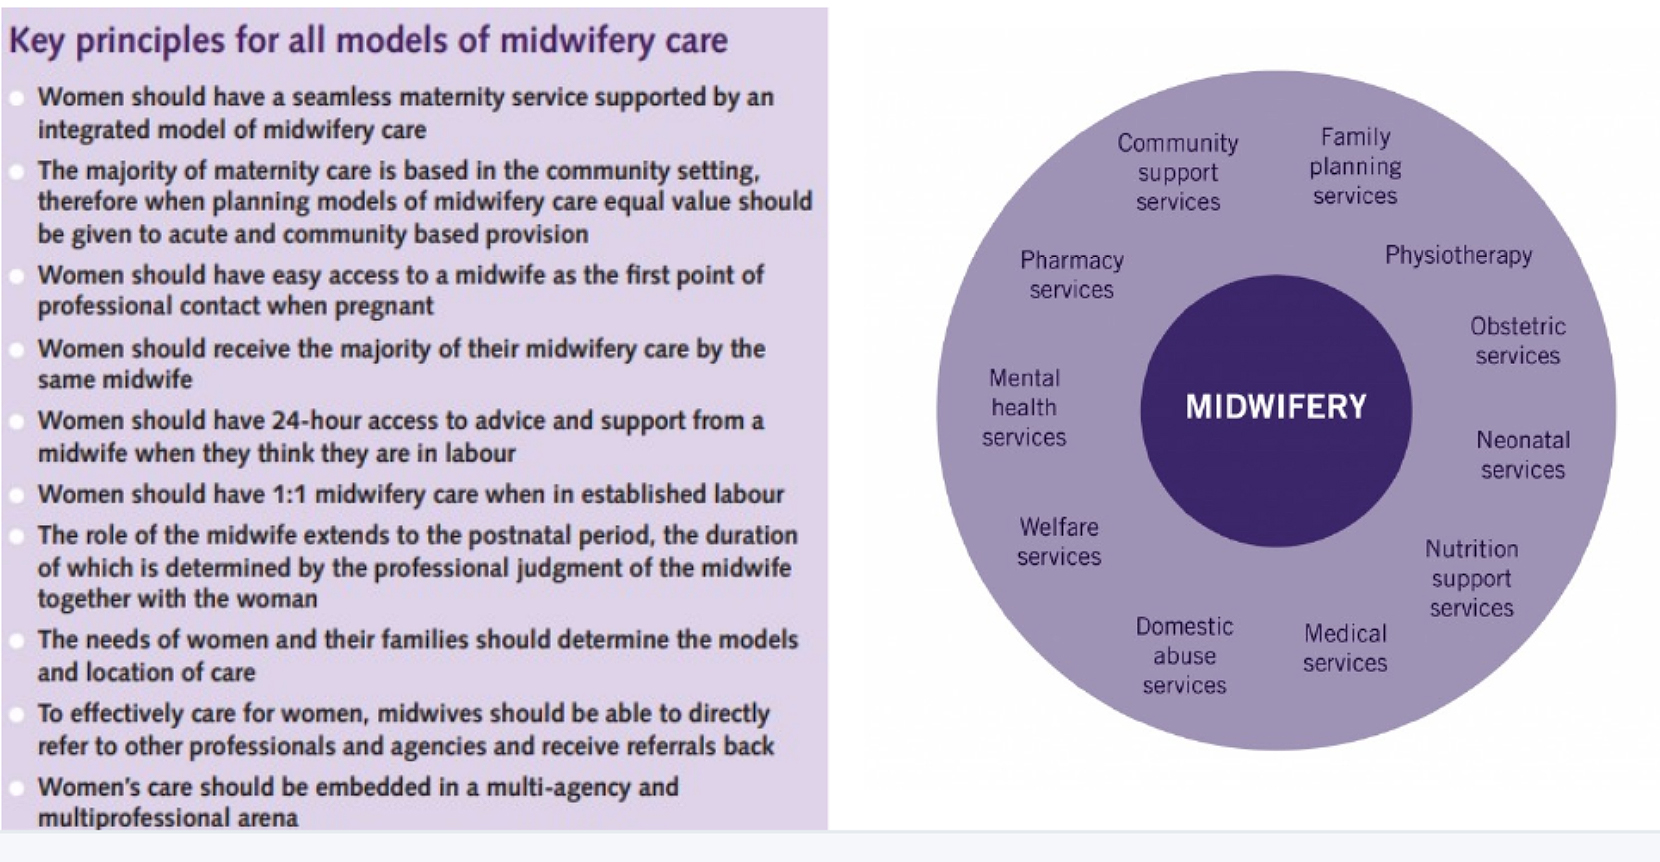 Key principles for all models of midwifery care
Women should have a seamless maternity service supported by an
integrated model of midwifery care
The majority of maternity care is based in the community setting,
therefore when planning models of midwifery care equal value should
be given to acute and community based provision
Women should have easy access to a midwife as the first point of
professional contact when pregnant
Women should receive the majority of their midwifery care by the
same midwife
Women should have 24-hour access to advice and support from a
midwife when they think they are in labour
Women should have 1:1 midwifery care when in established labour
The role of the midwife extends to the postnatal period, the duration
of which is determined by the professional judgment of the midwife
together with the woman
The needs of women and their families should determine the models
and location of care
To effectively care for women, midwives should be able to directly
refer to other professionals and agencies and receive referrals back
Women's care should be embedded in a multi-agency and
multiprofessional arena
Community
support
services
Family
planning
services
Physiotherapy
Obstetric
services
Neonatal
services
Nutrition
support
services
Medical
services
Domestic
abuse
services
Welfare
services
Mental
health
services
Pharmacy
services
MIDWIFERY